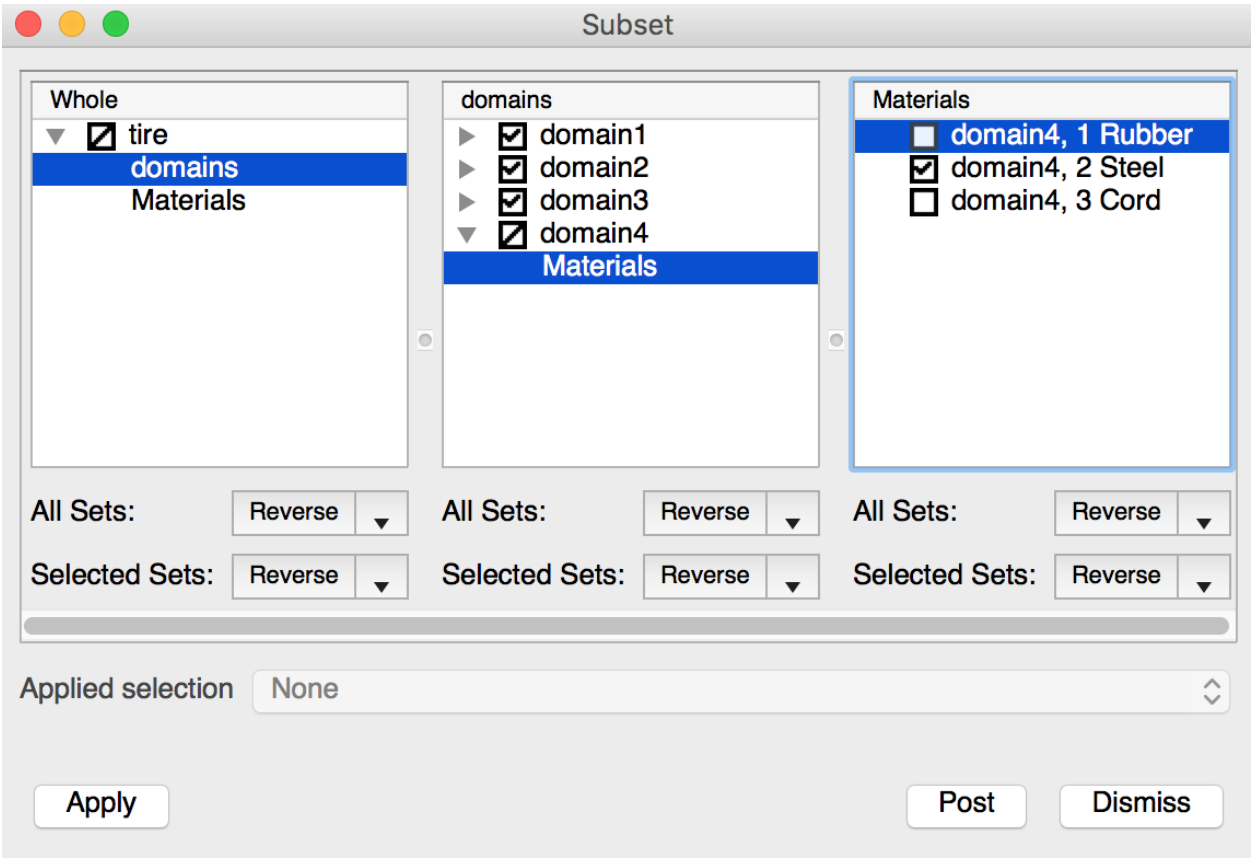 Subset
Whole
tire
domains
Materials
domains
domain1
domain2
domain3
domain4
Materials
Materials
domain4, 1 Rubber
domain4, 2 Steel
domain4, 3 Cord
All Sets: Reverse
Selected Sets: Reverse
All Sets: Reverse
Selected Sets: Reverse
All Sets: Reverse
Selected Sets: Reverse
Applied selection None
Apply Post Dismiss